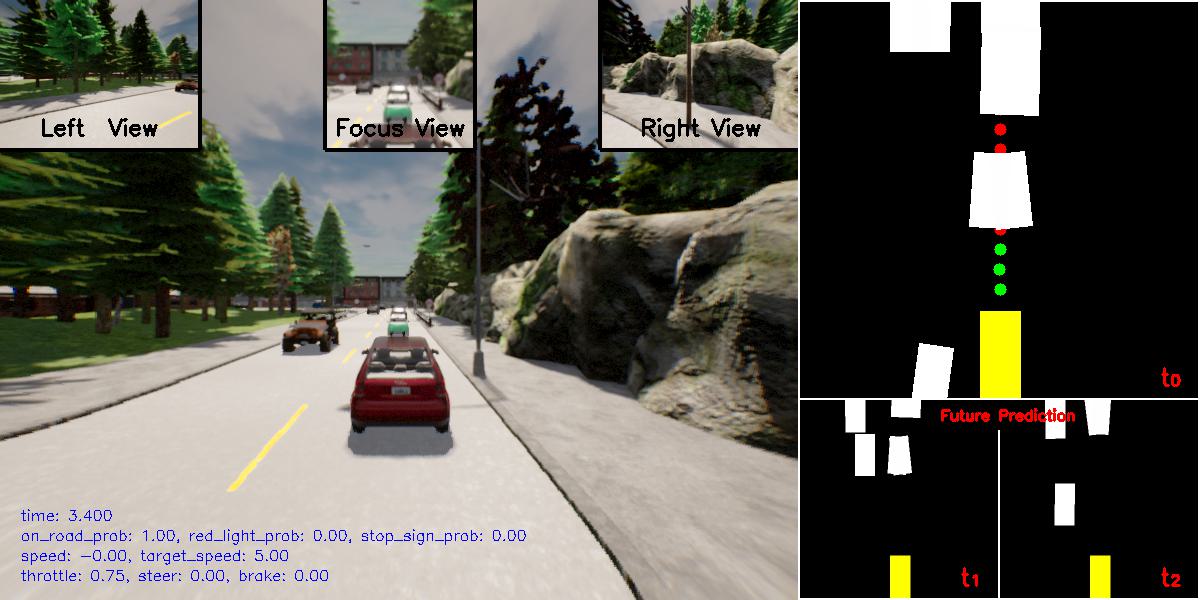 Left View
Focus View
Right View
t0
Future Prediction
time: 3.400
on_road_prob: 1.00, red_light_prob: 0.00, stop_sign_prob: 0.00
speed: −0.00, target_speed: 5.00
throttle: 0.75, steer: 0.00, brake: 0.00
t1
t2